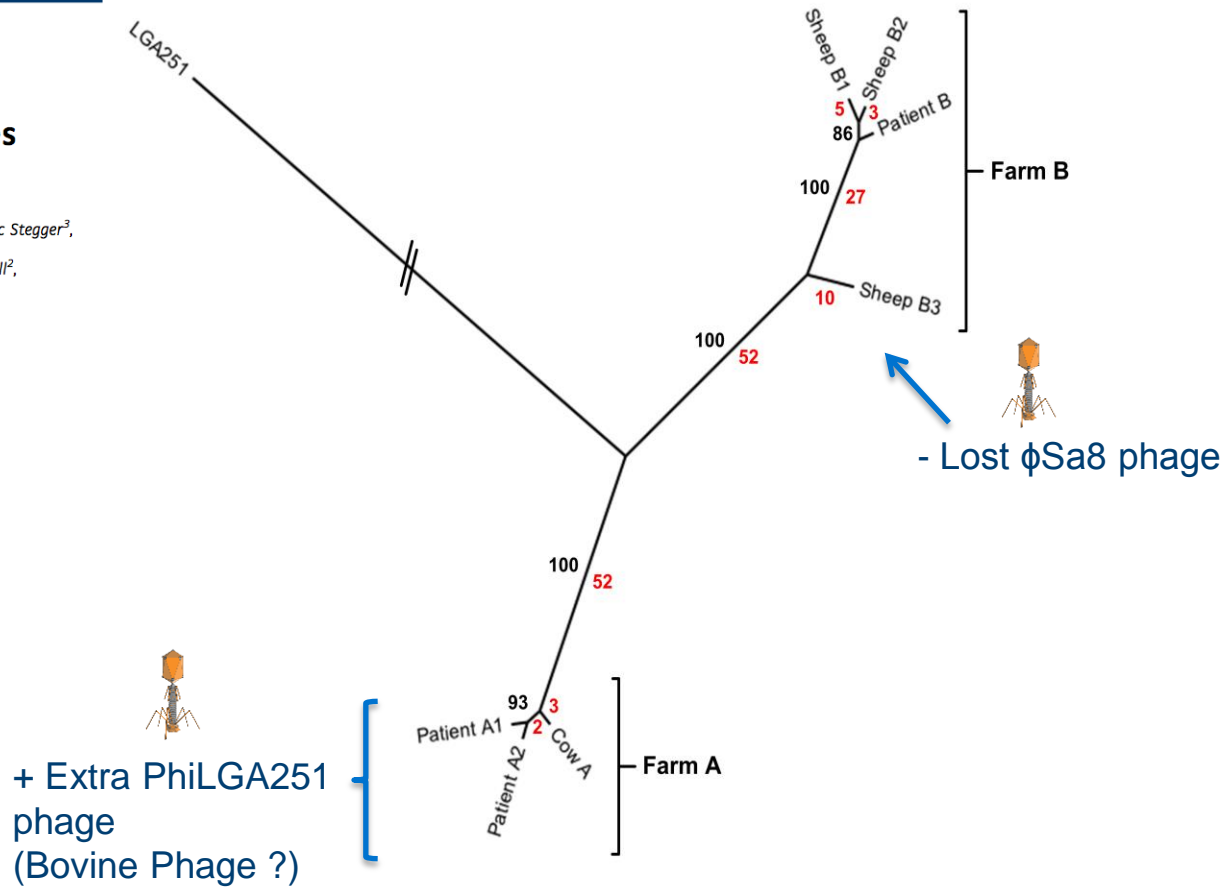 LGA251
s
c Stegger³,
ll²,
Sheep B1
Sheep B2
5
3
Patient B
86
100
27
Farm B
10
Sheep B3
100
52
- Lost ϕSa8 phage
100
52
93
3
Patient A1
2
Cow A
Patient A2
Farm A
+ Extra PhiLGA251
phage
(Bovine Phage ?)